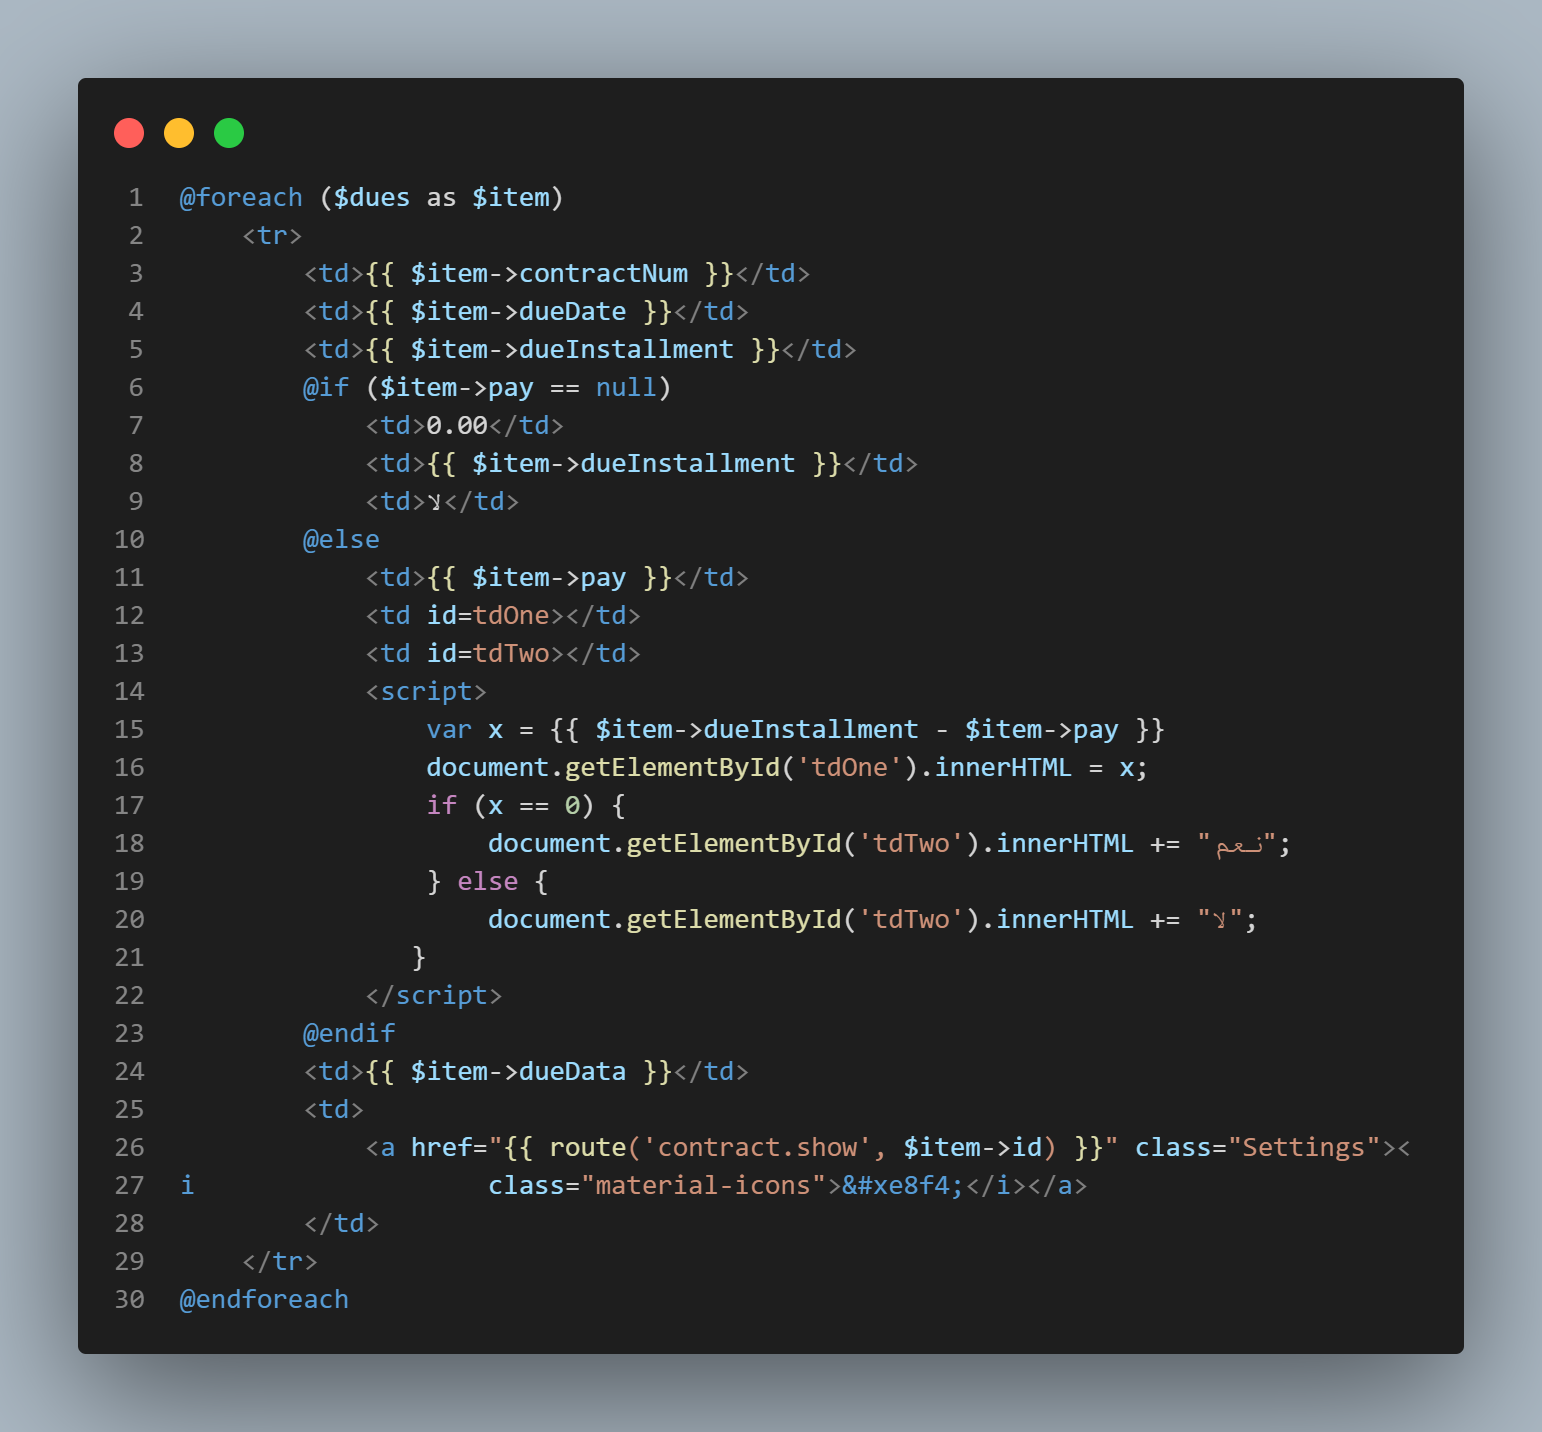 1 @foreach ($dues as $item)
2     <tr>
3         <td>{{ $item->contractNum }}</td>
4         <td>{{ $item->dueDate }}</td>
5         <td>{{ $item->dueInstallment }}</td>
6         @if ($item->pay == null)
7             <td>0.00</td>
8             <td>{{ $item->dueInstallment }}</td>
9             <td>لا</td>
10         @else
11             <td>{{ $item->pay }}</td>
12             <td id=tdOne></td>
13             <td id=tdTwo></td>
14             <script>
15                 var x = {{ $item->dueInstallment - $item->pay }}
16                 document.getElementById('tdOne').innerHTML = x;
17                 if (x == 0) {
18                     document.getElementById('tdTwo').innerHTML += "نعم";
19                 } else {
20                     document.getElementById('tdTwo').innerHTML += "لا";
21                }
22             </script>
23         @endif
24         <td>{{ $item->dueData }}</td>
25         <td>
26             <a href="{{ route('contract.show', $item->id) }}" class="Settings"><
27 i                   class="material-icons">&#xe8f4;</i></a>
28         </td>
29     </tr>
30 @endforeach